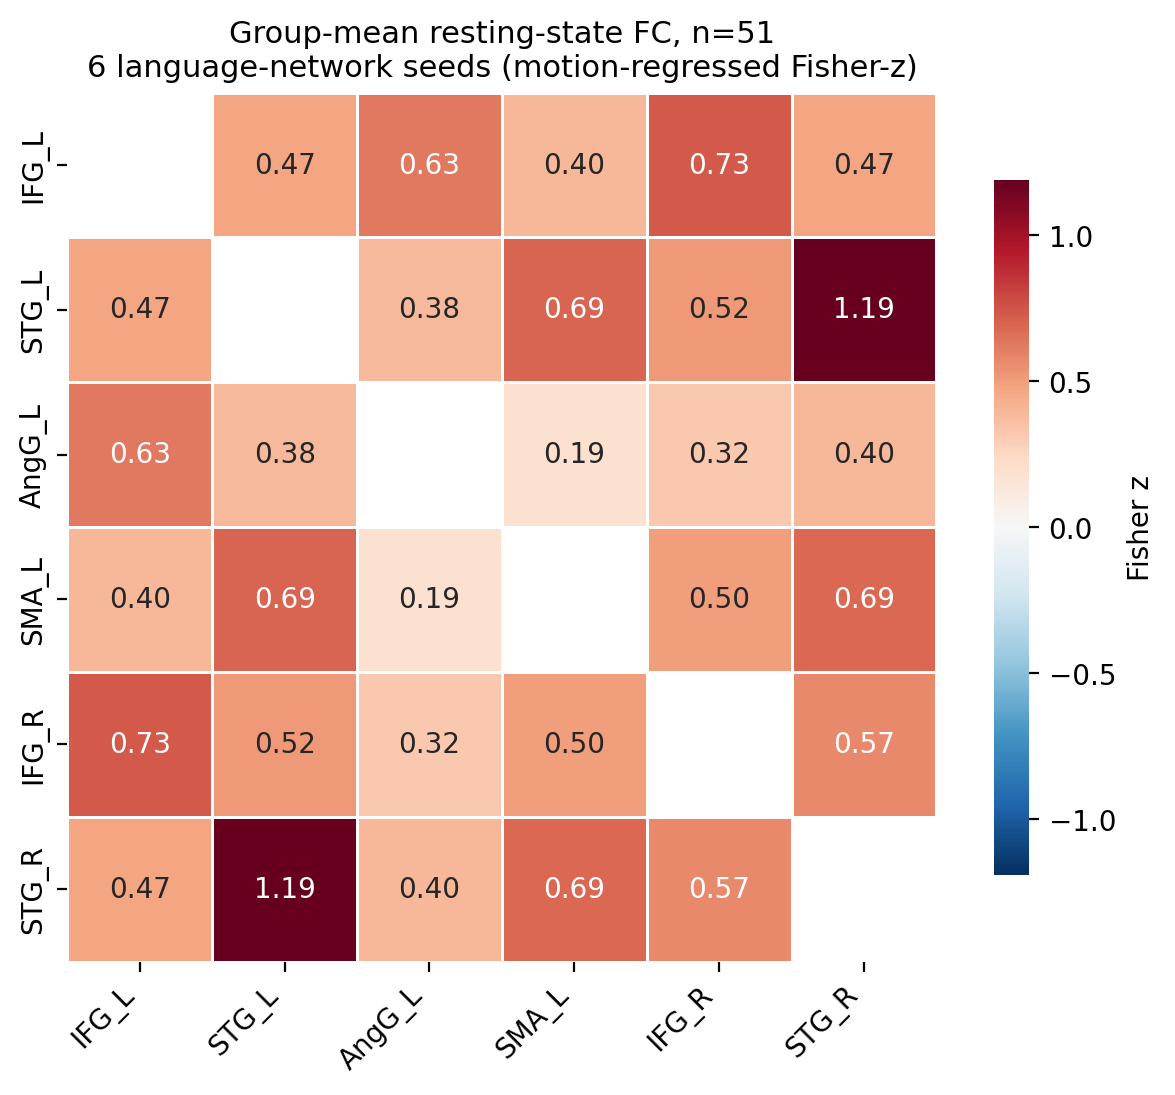 Group-mean resting-state FC, n=51
6 language-network seeds (motion-regressed Fisher-z)
IFG_L 0.47 0.63 0.40 0.73 0.47
STG_L 0.47 0.38 0.69 0.52 1.19
AngG_L 0.63 0.38 0.19 0.32 0.40
SMA_L 0.40 0.69 0.19 0.50 0.69
IFG_R 0.73 0.52 0.32 0.50 0.57
STG_R 0.47 1.19 0.40 0.69 0.57
IFG_L STG_L AngG_L SMA_L IFG_R STG_R
1.0
0.5
0.0
−0.5
−1.0
Fisher z